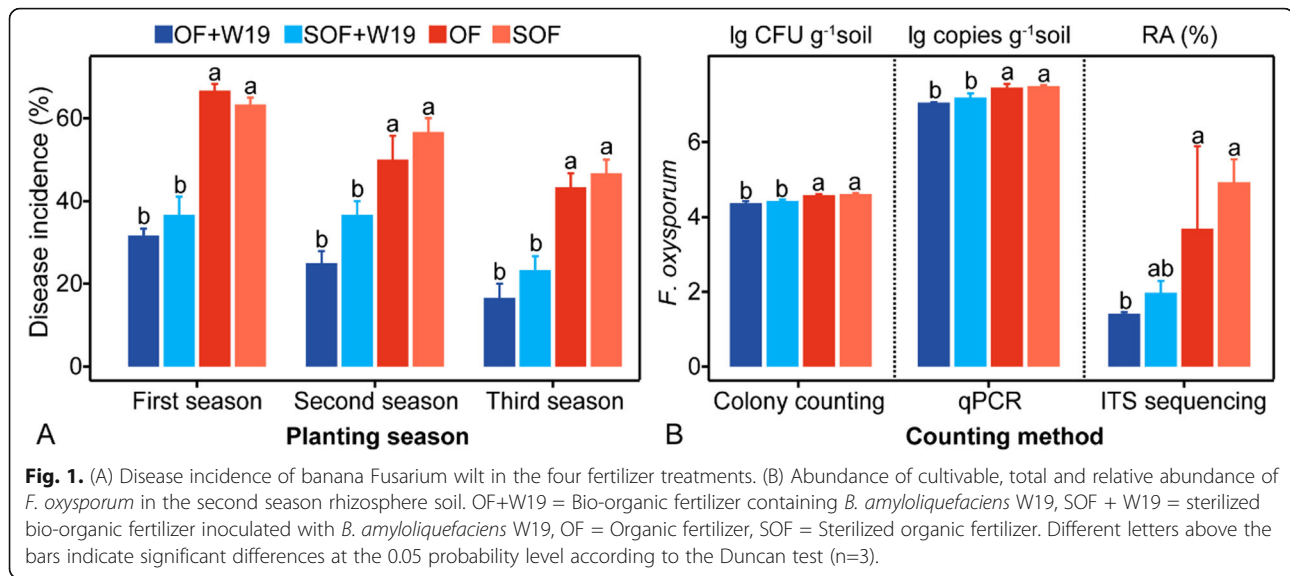 OF+W19 SOF+W19 OF SOF
Disease incidence (%)
60
40
20
0
b b a a
b b a a
b b a a
First season Second season Third season
A Planting season
lg CFU g⁻¹soil lg copies g⁻¹soil RA (%)
F. oxysporum
6
4
2
0
b b a a
b b a a
b ab a a
Colony counting qPCR ITS sequencing
B Counting method
Fig. 1. (A) Disease incidence of banana Fusarium wilt in the four fertilizer treatments. (B) Abundance of cultivable, total and relative abundance of
F. oxysporum in the second season rhizosphere soil. OF+W19 = Bio-organic fertilizer containing B. amyloliquefaciens W19, SOF + W19 = sterilized
bio-organic fertilizer inoculated with B. amyloliquefaciens W19, OF = Organic fertilizer, SOF = Sterilized organic fertilizer. Different letters above the
bars indicate significant differences at the 0.05 probability level according to the Duncan test (n=3).